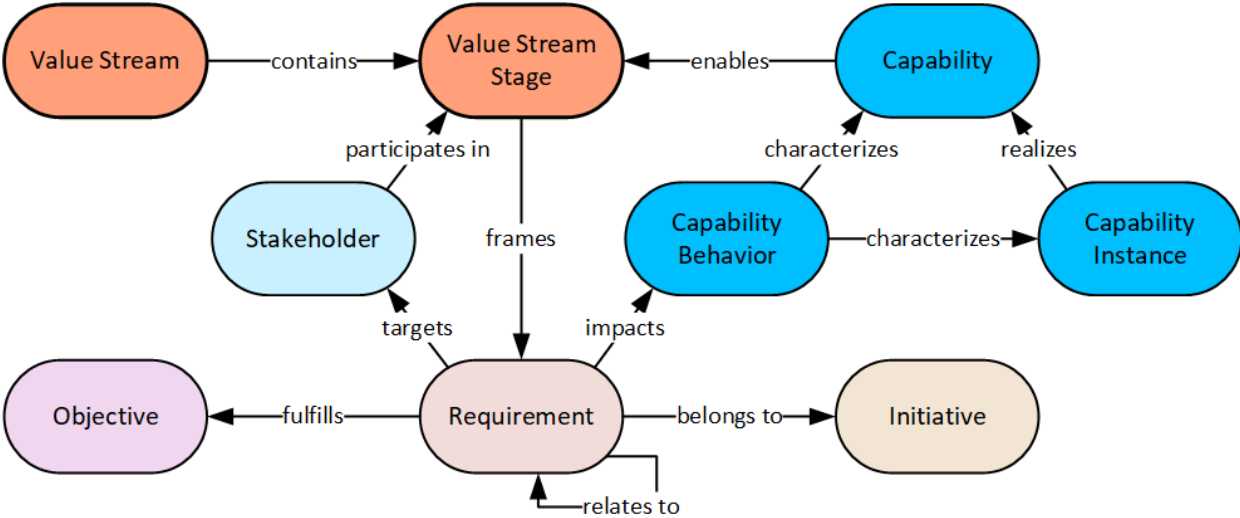 Value Stream
contains
Value Stream
Stage
enables
Capability
participates in
characterizes
realizes
Stakeholder
frames
Capability
Behavior
characterizes
Capability
Instance
targets
impacts
Objective
fulfills
Requirement
belongs to
Initiative
relates to